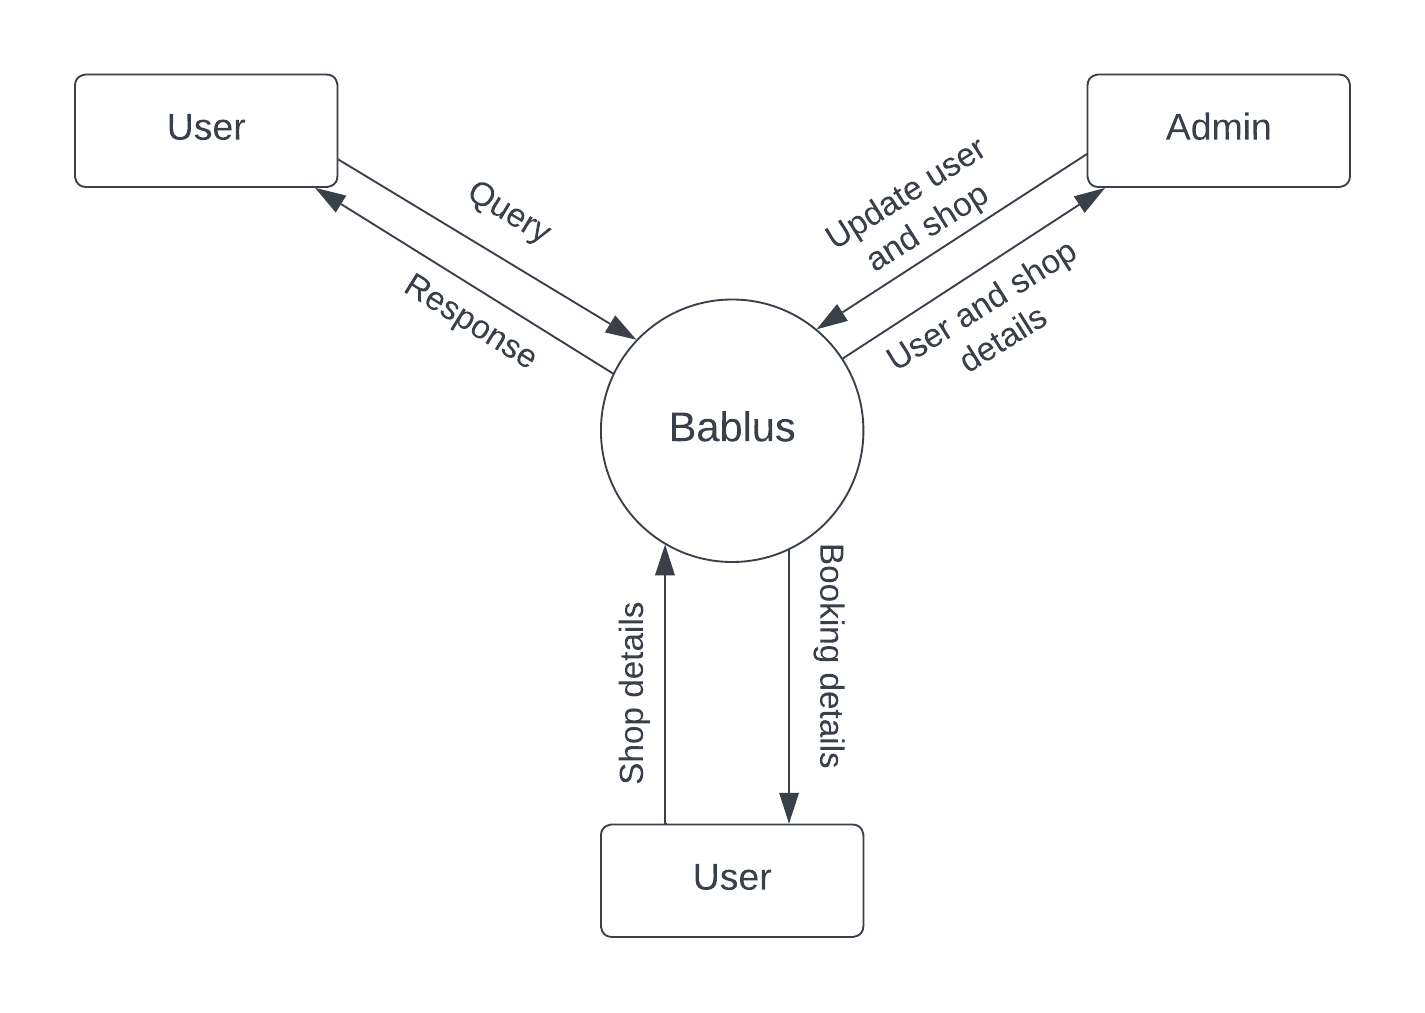 User
Admin
Query
Response
Update user
and shop
User and shop
details
Bablus
Shop details
Booking details
User